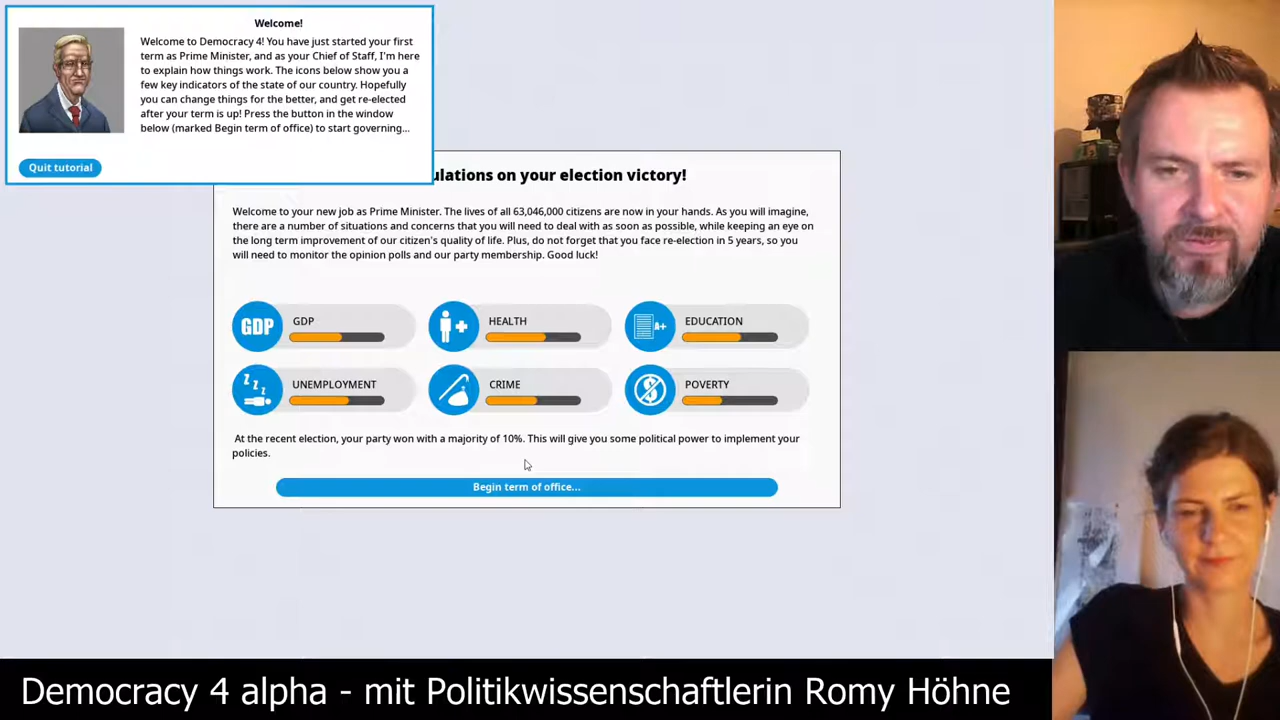 Welcome!
Welcome to Democracy 4! You have just started your first
term as Prime Minister, and as your Chief of Staff, I'm here
to explain how things work. The icons below show you a
few key indicators of the state of our country. Hopefully
you can change things for the better, and get re-elected
after your term is up! Press the button in the window
below (marked Begin term of office) to start governing...
Quit tutorial
ulations on your election victory!
Welcome to your new job as Prime Minister. The lives of all 63,046,000 citizens are now in your hands. As you will imagine,
there are a number of situations and concerns that you will need to deal with as soon as possible, while keeping an eye on
the long term improvement of our citizen's quality of life. Plus, do not forget that you face re-election in 5 years, so you
will need to monitor the opinion polls and our party membership. Good luck!
GDP GDP
HEALTH
A+ EDUCATION
Z Z Z UNEMPLOYMENT
CRIME
$ POVERTY
At the recent election, your party won with a majority of 10%. This will give you some political power to implement your
policies.
Begin term of office...
Democracy 4 alpha - mit Politikwissenschaftlerin Romy Höhne